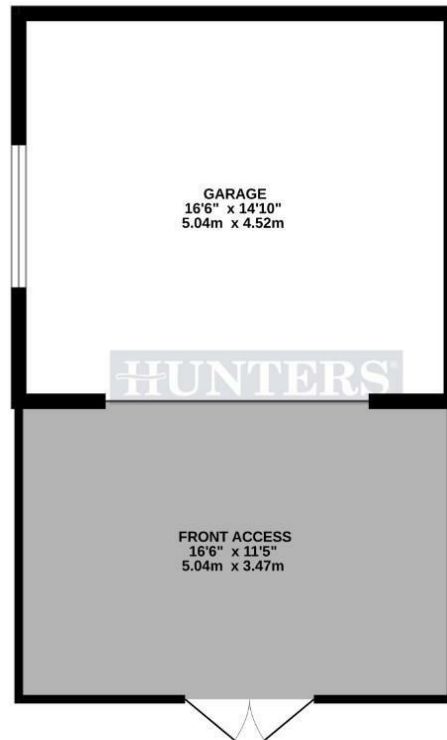 GARAGE
16'6" x 14'10"
5.04m x 4.52m
HUNTERS
FRONT ACCESS
16'6" x 11'5"
5.04m x 3.47m